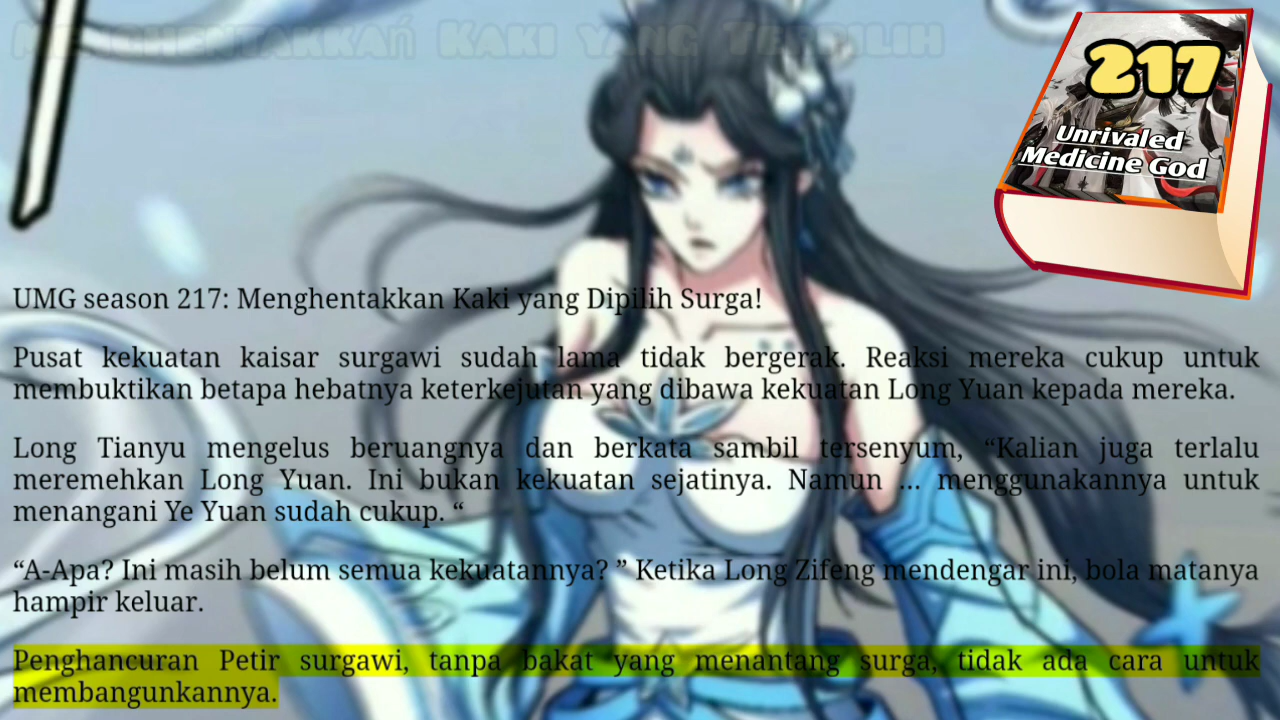 Menghentakkań Kaki yang Terpilih
217
Unrivaled
Medicine God
UMG season 217: Menghentakkan Kaki yang Dipilih Surga!
Pusat kekuatan kaisar surgawi sudah lama tidak bergerak. Reaksi mereka cukup untuk
membuktikan betapa hebatnya keterkejutan yang dibawa kekuatan Long Yuan kepada mereka.
Long Tianyu mengelus beruangnya dan berkata sambil tersenyum, “Kalian juga terlalu
meremehkan Long Yuan. Ini bukan kekuatan sejatinya. Namun ... menggunakannya untuk
menangani Ye Yuan sudah cukup. “
“A-Apa? Ini masih belum semua kekuatannya? ” Ketika Long Zifeng mendengar ini, bola matanya
hampir keluar.
Penghancuran Petir surgawi, tanpa bakat yang menantang surga, tidak ada cara untuk
membangunkannya.